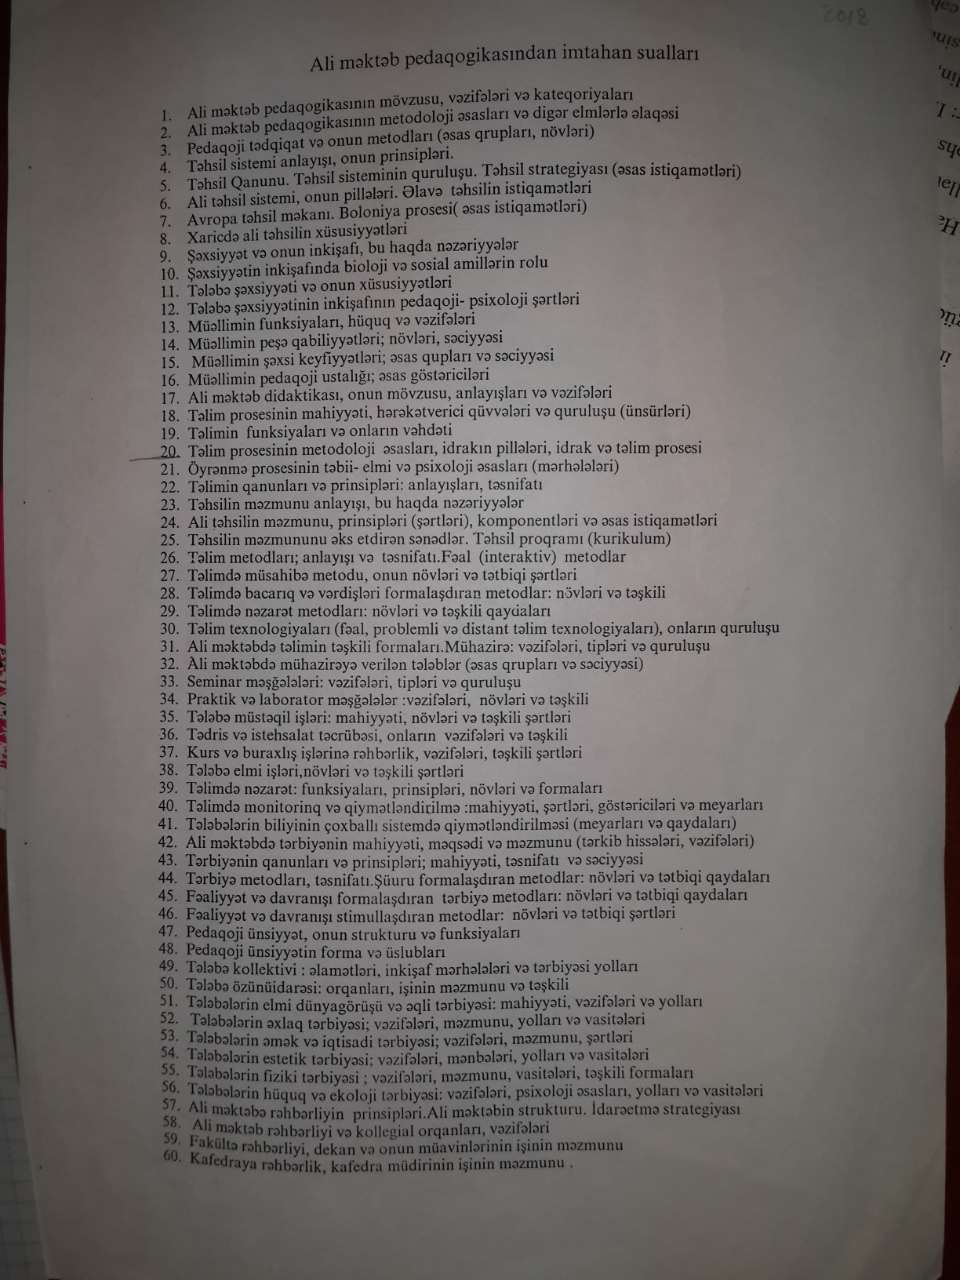 2018
Ali məktəb pedaqogikasından imtahan sualları
1. Ali məktəb pedaqogikasının mövzusu, vəzifələri və kateqoriyaları
2. Ali məktəb pedaqogikasının metodoloji əsasları və digər elmlərlə əlaqəsi
3. Pedaqoji tədqiqat və onun metodları (əsas qrupları, növləri)
4. Təhsil sistemi anlayışı, onun prinsipləri.
5. Təhsil Qanunu. Təhsil sisteminin quruluşu. Təhsil strategiyası (əsas istiqamətləri)
6. Ali təhsil sistemi, onun pillələri. Əlavə təhsilin istiqamətləri
7. Avropa təhsil məkanı. Boloniya prosesi( əsas istiqamətləri)
8. Xaricdə ali təhsilin xüsusiyyətləri
9. Şəxsiyyət və onun inkişafı, bu haqda nəzəriyyələr
10. Şəxsiyyətin inkişafında bioloji və sosial amillərin rolu
11. Tələbə şəxsiyyəti və onun xüsusiyyətləri
12. Tələbə şəxsiyyətinin inkişafının pedaqoji- psixoloji şərtləri
13. Müəllimin funksiyaları, hüquq və vəzifələri
14. Müəllimin peşə qabiliyyətləri; növləri, səciyyəsi
15. Müəllimin şəxsi keyfiyyətləri; əsas qupları və səciyyəsi
16. Müəllimin pedaqoji ustalığı; əsas göstəriciləri
17. Ali məktəb didaktikası, onun mövzusu, anlayışları və vəzifələri
18. Təlim prosesinin mahiyyəti, hərəkətverici qüvvələri və quruluşu (ünsürləri)
19. Təlimin funksiyaları və onların vəhdəti
20. Təlim prosesinin metodoloji əsasları, idrakın pillələri, idrak və təlim prosesi
21. Öyrənmə prosesinin təbii- elmi və psixoloji əsasları (mərhələləri)
22. Təlimin qanunları və prinsipləri: anlayışları, təsnifatı
23. Təhsilin məzmunu anlayışı, bu haqda nəzəriyyələr
24. Ali təhsilin məzmunu, prinsipləri (şərtləri), komponentləri və əsas istiqamətləri
25. Təhsilin məzmununu əks etdirən sənədlər. Təhsil proqramı (kurikulum)
26. Təlim metodları; anlayışı və təsnifatı.Fəal (interaktiv) metodlar
27. Təlimdə müsahibə metodu, onun növləri və tətbiqi şərtləri
28. Təlimdə bacarıq və vərdişləri formalaşdıran metodlar: növləri və təşkili
29. Təlimdə nəzarət metodları: növləri və təşkili qaydaları
30. Təlim texnologiyaları (fəal, problemli və distant təlim texnologiyaları), onların quruluşu
31. Ali məktəbdə təlimin təşkili formaları.Mühazirə: vəzifələri, tipləri və quruluşu
32. Ali məktəbdə mühazirəyə verilən tələblər (əsas qrupları və səciyyəsi)
33. Seminar məşğələləri: vəzifələri, tipləri və quruluşu
34. Praktik və laborator məşğələlər :vəzifələri, növləri və təşkili
35. Tələbə müstəqil işləri: mahiyyəti, növləri və təşkili şərtləri
36. Tədris və istehsalat təcrübəsi, onların vəzifələri və təşkili
37. Kurs və buraxlış işlərinə rəhbərlik, vəzifələri, təşkili şərtləri
38. Tələbə elmi işləri,növləri və təşkili şərtləri
39. Təlimdə nəzarət: funksiyaları, prinsipləri, növləri və formaları
40. Təlimdə monitorinq və qiymətləndirilmə :mahiyyəti, şərtləri, göstəriciləri və meyarları
41. Tələbələrin biliyinin çoxballı sistemdə qiymətləndirilməsi (meyarları və qaydaları)
42. Ali məktəbdə tərbiyənin mahiyyəti, məqsədi və məzmunu (tərkib hissələri, vəzifələri)
43. Tərbiyənin qanunları və prinsipləri; mahiyyəti, təsnifatı və səciyyəsi
44. Tərbiyə metodları, təsnifatı.Şüuru formalaşdıran metodlar: növləri və tətbiqi qaydaları
45. Fəaliyyət və davranışı formalaşdıran tərbiyə metodları: növləri və tətbiqi qaydaları
46. Fəaliyyət və davranışı stimullaşdıran metodlar: növləri və tətbiqi şərtləri
47. Pedaqoji ünsiyyət, onun strukturu və funksiyaları
48. Pedaqoji ünsiyyətin forma və üslubları
49. Tələbə kollektivi : əlamətləri, inkişaf mərhələləri və tərbiyəsi yolları
50. Tələbə özünüidarəsi: orqanları, işinin məzmunu və təşkili
51. Tələbələrin elmi dünyagörüşü və əqli tərbiyəsi: mahiyyəti, vəzifələri və yolları
52. Tələbələrin əxlaq tərbiyəsi; vəzifələri, məzmunu, yolları və vasitələri
53. Tələbələrin əmək və iqtisadi tərbiyəsi; vəzifələri, məzmunu, şərtləri
54. Tələbələrin estetik tərbiyəsi; vəzifələri, mənbələri, yolları və vasitələri
55. Tələbələrin fiziki tərbiyəsi ; vəzifələri, məzmunu, vasitələri, təşkili formaları
56. Tələbələrin hüquq və ekoloji tərbiyəsi: vəzifələri, psixoloji əsasları, yolları və vasitələri
57. Ali məktəbə rəhbərliyin prinsipləri.Ali məktəbin strukturu. İdarəetmə strategiyası
58. Ali məktəb rəhbərliyi və kollegial orqanları, vəzifələri
59. Fakültə rəhbərliyi, dekan və onun müavinlərinin işinin məzmunu
60. Kafedraya rəhbərlik, kafedra müdirinin işinin məzmunu .